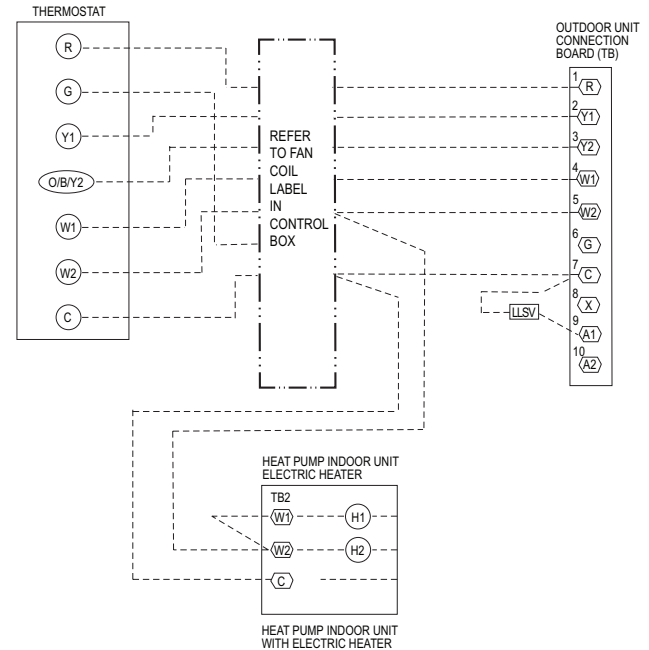 THERMOSTAT
R
G
Y1
O/B/Y2
W1
W2
C
REFER
TO FAN
COIL
LABEL
IN
CONTROL
BOX
OUTDOOR UNIT
CONNECTION
BOARD (TB)
1
R
2
Y1
3
Y2
4
W1
5
W2
6
G
7
C
8
X
9
A1
10
A2
LLSV
HEAT PUMP INDOOR UNIT
ELECTRIC HEATER
TB2
W1 H1
W2 H2
C
HEAT PUMP INDOOR UNIT
WITH ELECTRIC HEATER